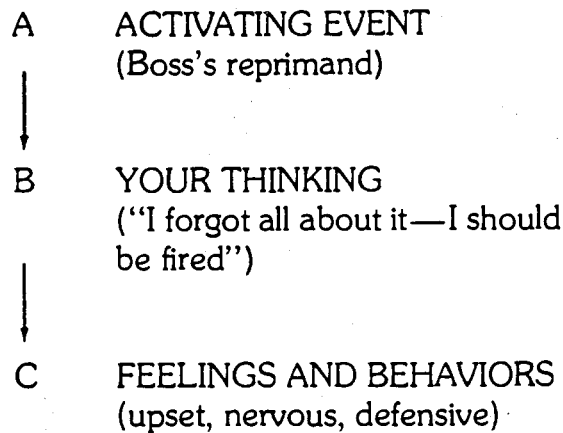 A ACTIVATING EVENT
(Boss's reprimand)
B YOUR THINKING
("I forgot all about it—I should
be fired")
C FEELINGS AND BEHAVIORS
(upset, nervous, defensive)